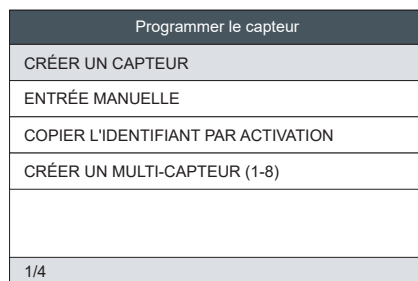 Programmer le capteur
CRÉER UN CAPTEUR
ENTRÉE MANUELLE
COPIER L'IDENTIFIANT PAR ACTIVATION
CRÉER UN MULTI-CAPTEUR (1-8)
1/4